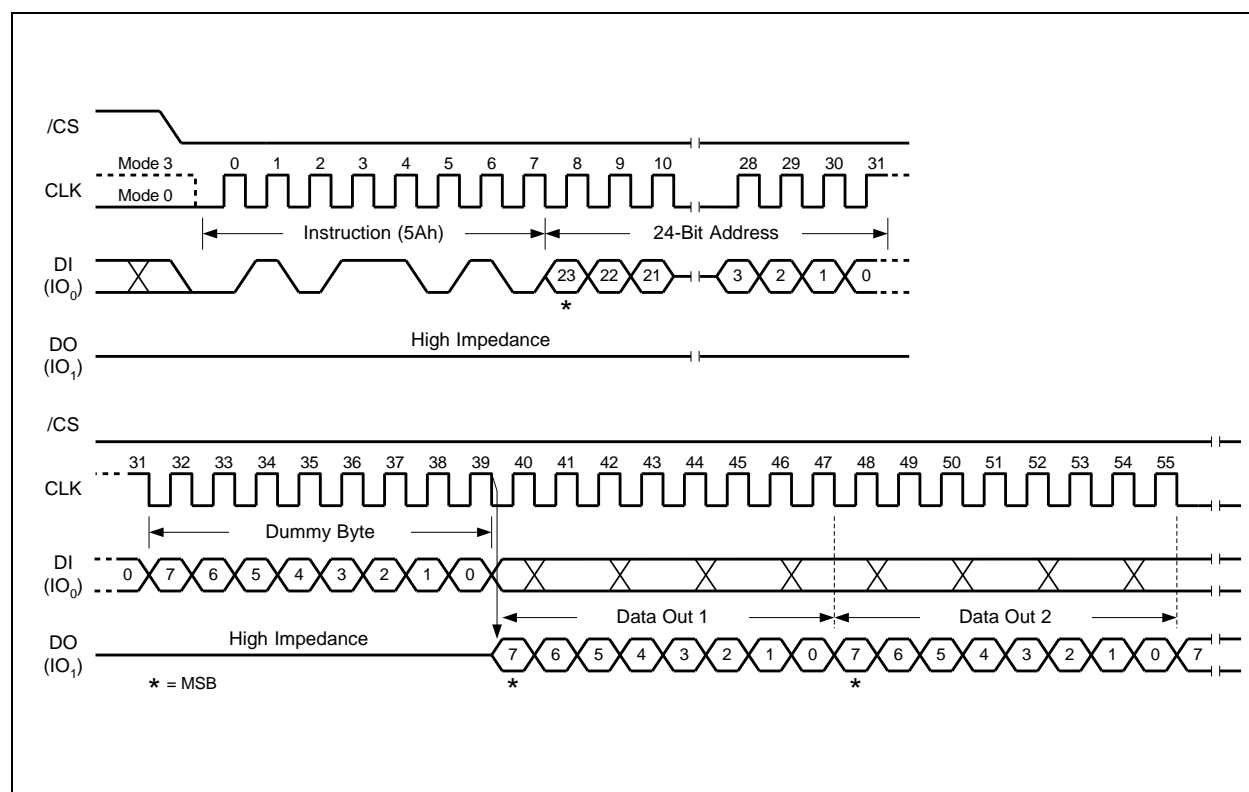 /CS
Mode 3 0 1 2 3 4 5 6 7 8 9 10 28 29 30 31
CLK
Mode 0
Instruction (5Ah) 24-Bit Address
DI
(IO0) 23 22 21 3 2 1 0
*
High Impedance
DO
(IO1)
/CS
31 32 33 34 35 36 37 38 39 40 41 42 43 44 45 46 47 48 49 50 51 52 53 54 55
CLK
Dummy Byte
DI
(IO0) 0 7 6 5 4 3 2 1 0
Data Out 1 Data Out 2
High Impedance
DO
(IO1) 7 6 5 4 3 2 1 0 7 6 5 4 3 2 1 0 7
* = MSB * *